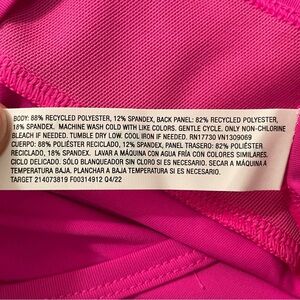 BODY: 88% RECYCLED POLYESTER, 12% SPANDEX, BACK PANEL: 82% RECYCLED POLYESTER,
18% SPANDEX. MACHINE WASH COLD WITH LIKE COLORS. GENTLE CYCLE. ONLY NON-CHLORINE
BLEACH IF NEEDED. TUMBLE DRY LOW. COOL IRON IF NEEDED. RN17730 VN1309069
CUERPO: 88% POLIÉSTER RECICLADO, 12% SPANDEX, PANEL TRASERO: 82% POLIÉSTER
RECICLADO, 18% SPANDEX. LAVAR A MÁQUINA CON AGUA FRÍA CON COLORES SIMILARES.
CICLO DELICADO. SÓLO BLANQUEADOR SIN CLORO SI ES NECESARIO. SECAR A MÁQUINA A
TEMPERATURA BAJA. PLANCHAR A BAJA TEMPERATURA SI ES NECESARIO.
TARGET 214073819 F00314912 Q4/22